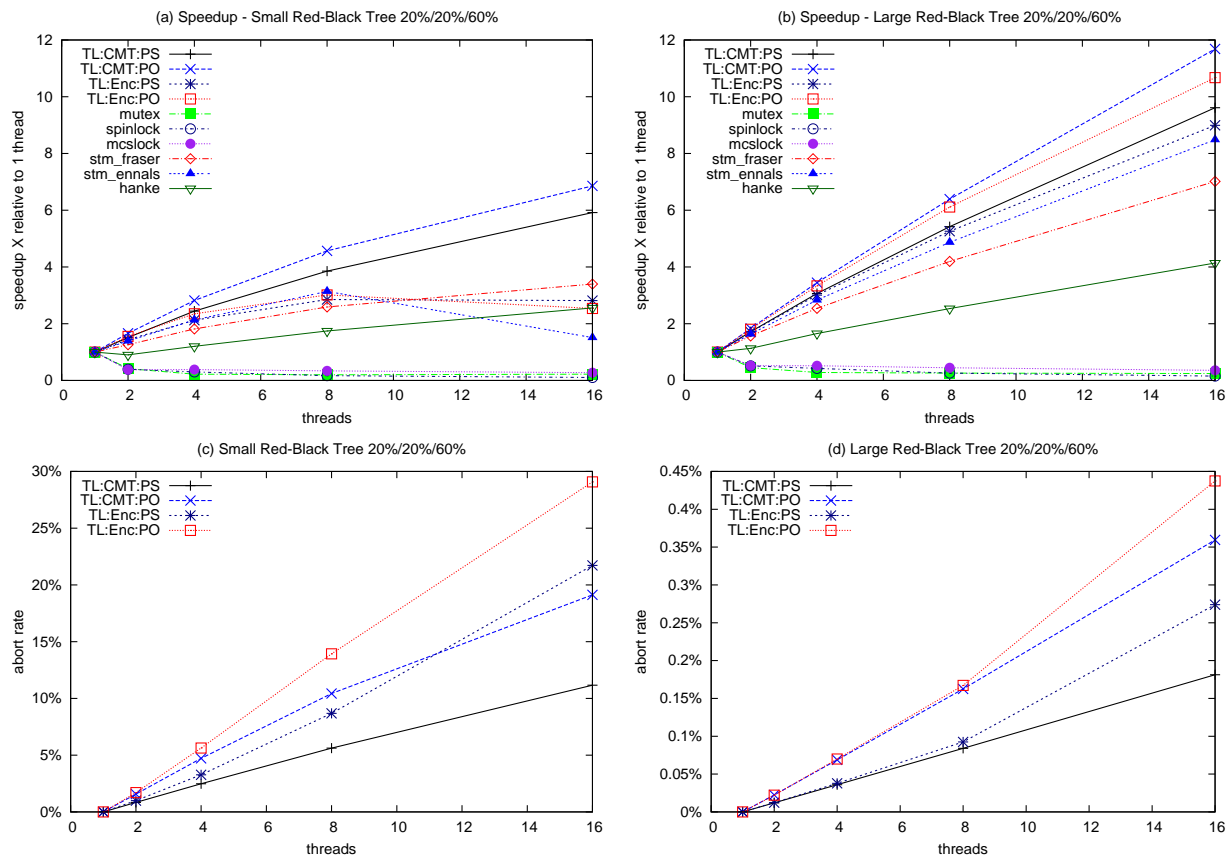 (a) Speedup - Small Red-Black Tree 20%/20%/60%
12
10
8
6
4
2
0
speedup X relative to 1 thread
TL:CMT:PS
TL:CMT:PO
TL:Enc:PS
TL:Enc:PO
mutex
spinlock
mcslock
stm_fraser
stm_ennals
hanke
0 2 4 6 8 10 12 14 16
threads
(b) Speedup - Large Red-Black Tree 20%/20%/60%
12
10
8
6
4
2
0
speedup X relative to 1 thread
TL:CMT:PS
TL:CMT:PO
TL:Enc:PS
TL:Enc:PO
mutex
spinlock
mcslock
stm_fraser
stm_ennals
hanke
0 2 4 6 8 10 12 14 16
threads
(c) Small Red-Black Tree 20%/20%/60%
30%
25%
20%
15%
10%
5%
0%
abort rate
TL:CMT:PS
TL:CMT:PO
TL:Enc:PS
TL:Enc:PO
0 2 4 6 8 10 12 14 16
threads
(d) Large Red-Black Tree 20%/20%/60%
0.45%
0.4%
0.35%
0.3%
0.25%
0.2%
0.15%
0.1%
0.05%
0%
abort rate
TL:CMT:PS
TL:CMT:PO
TL:Enc:PS
TL:Enc:PO
0 2 4 6 8 10 12 14 16
threads